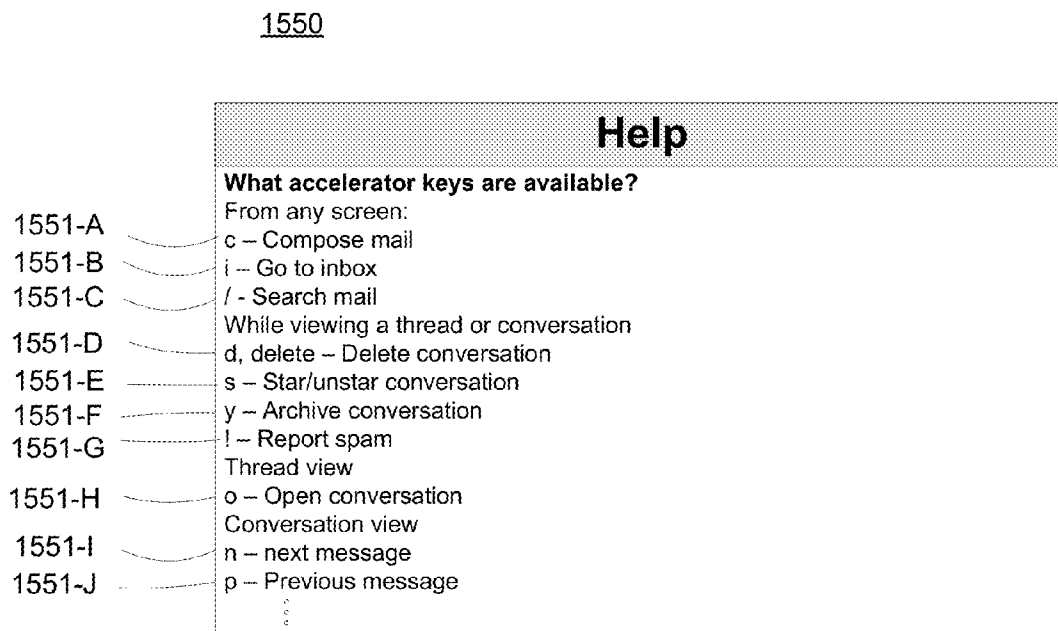 1550
Help
What accelerator keys are available?
From any screen:
1551-A c – Compose mail
1551-B i – Go to inbox
1551-C / - Search mail
While viewing a thread or conversation
1551-D d, delete – Delete conversation
1551-E s – Star/unstar conversation
1551-F y – Archive conversation
1551-G ! – Report spam
Thread view
1551-H o – Open conversation
Conversation view
1551-I n – next message
1551-J p – Previous message